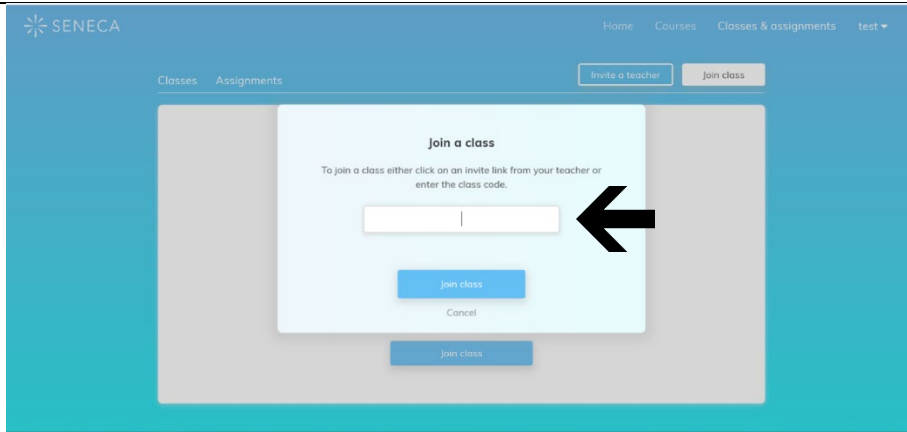 SENECA
Home Courses Classes & assignments test
Classes Assignments
Invite a teacher
Join class
Join a class
To join a class either click on an invite link from your teacher or
enter the class code.
Join class
Cancel
Join class